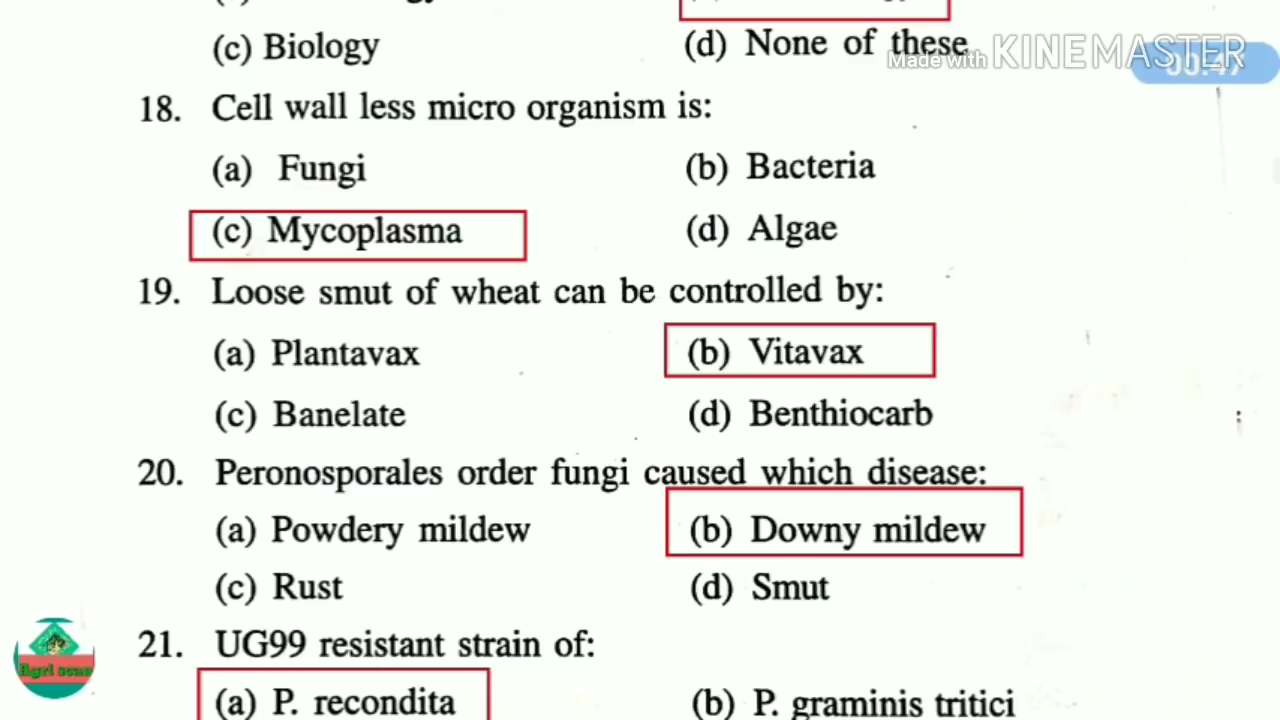 (c) Biology
(d) None of these
Made with KINEMASTER
18. Cell wall less micro organism is:
(a) Fungi
(b) Bacteria
(c) Mycoplasma
(d) Algae
19. Loose smut of wheat can be controlled by:
(a) Plantavax
(b) Vitavax
(c) Banelate
(d) Benthiocarb
20. Peronosporales order fungi caused which disease:
(a) Powdery mildew
(b) Downy mildew
(c) Rust
(d) Smut
Agri scan
21. UG99 resistant strain of:
(a) P. recondita
(b) P. graminis tritici